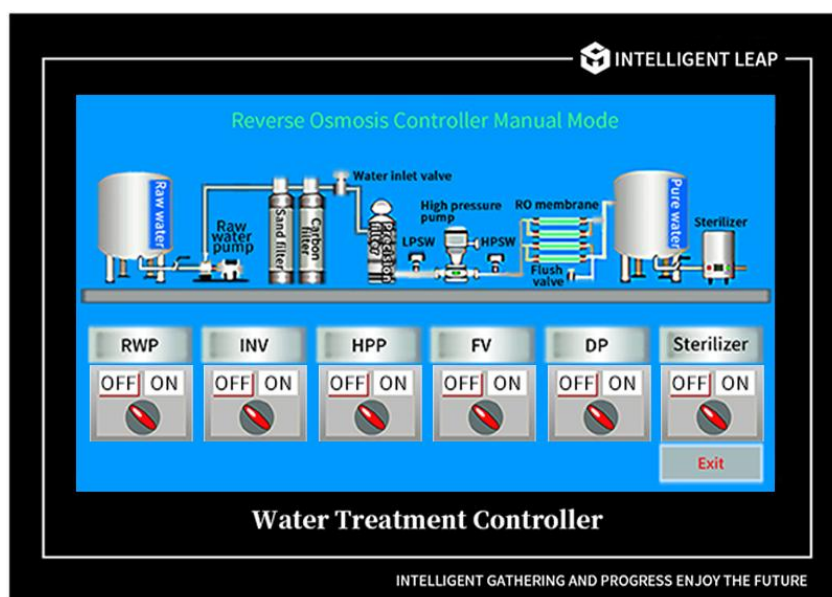 INTELLIGENT LEAP
Reverse Osmosis Controller Manual Mode
Raw water
Raw
water
pump
Sand filter
Carbon
filter
Water inlet valve
Precision
filter
LPSW
High pressure
pump
HPSW
RO membrane
Flush
valve
Pure water
Sterilizer
RWP INV HPP FV DP Sterilizer
OFF ON OFF ON OFF ON OFF ON OFF ON OFF ON
Exit
Water Treatment Controller
INTELLIGENT GATHERING AND PROGRESS ENJOY THE FUTURE